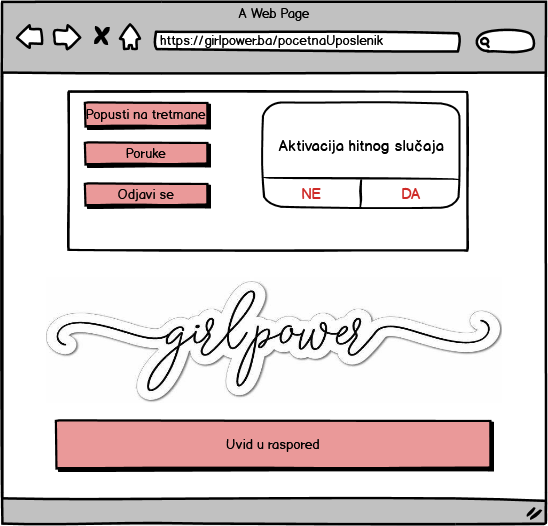 A Web Page
https://girlpower.ba/pocetnaUposlenik
Popusti na tretmane
Poruke
Odjavi se
Aktivacija hitnog slučaja
NE
DA
girlpower
Uvid u raspored